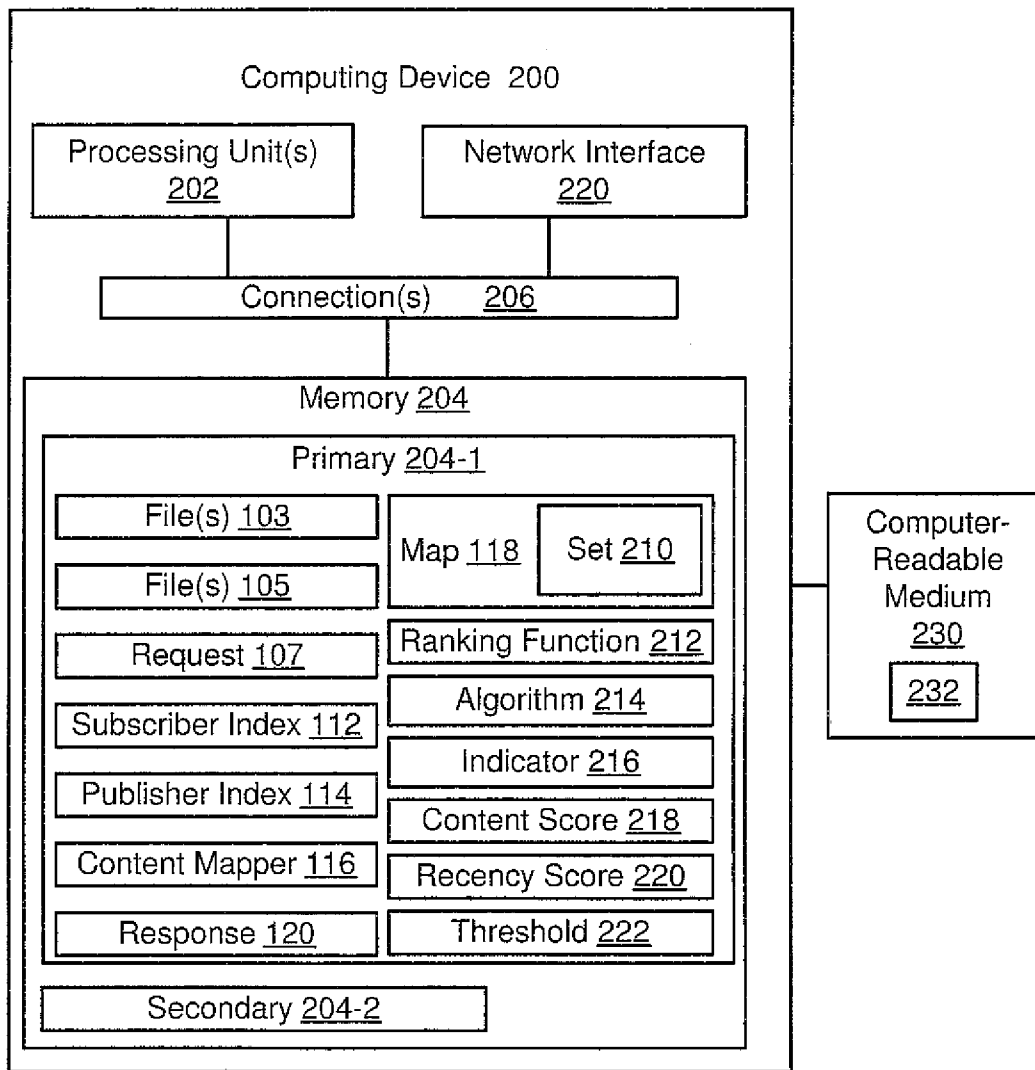 Computing Device 200
Processing Unit(s)
202
Network Interface
220
Connection(s) 206
Memory 204
Primary 204-1
File(s) 103
File(s) 105
Request 107
Subscriber Index 112
Publisher Index 114
Content Mapper 116
Response 120
Map 118
Set 210
Ranking Function 212
Algorithm 214
Indicator 216
Content Score 218
Recency Score 220
Threshold 222
Secondary 204-2
Computer-
Readable
Medium
230
232